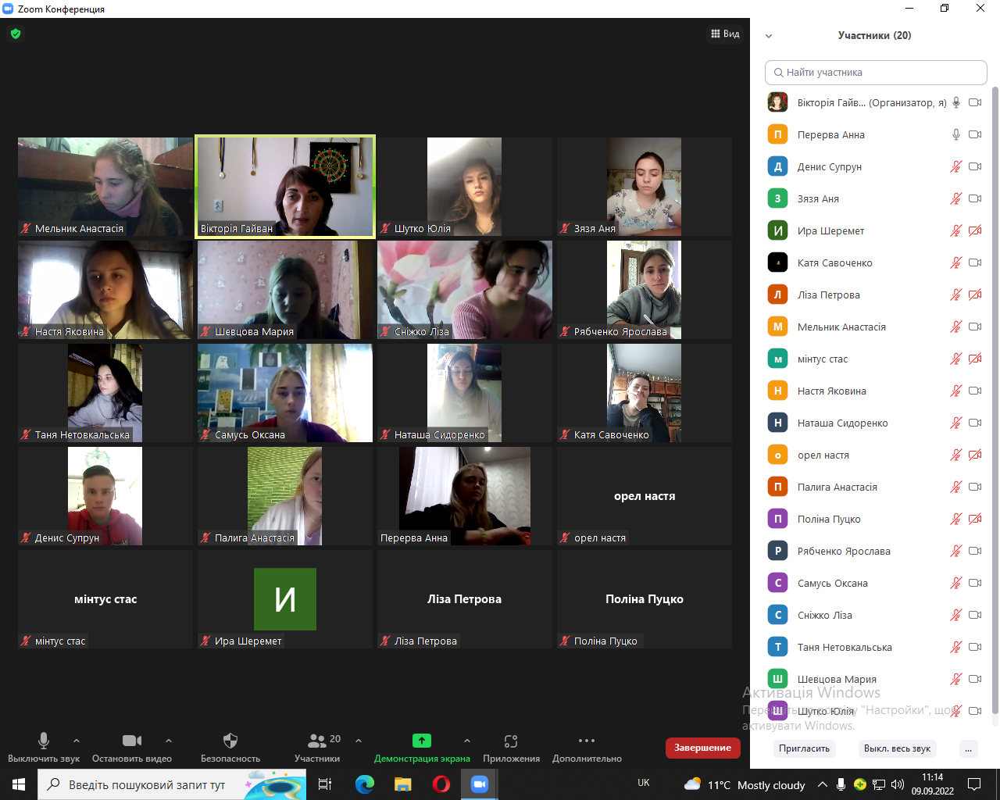 Zoom Конференция
Вид
Мельник Анастасія
Вікторія Гайван
Шутко Юлія
Зязя Аня
Настя Яковина
Шевцова Мария
Сніжко Ліза
Рябченко Ярослава
Таня Нетовкальська
Самусь Оксана
Наташа Сидоренко
Катя Савоченко
Денис Супрун
Палига Анастасія
Перерва Анна
орел настя
орел настя
мінтус стас
И
Ліза Петрова
Поліна Пуцко
мінтус стас
Ира Шеремет
Ліза Петрова
Поліна Пуцко
Выключить звук
Остановить видео
Безопасность
20
Участники
Демонстрация экрана
Приложения
Дополнительно
Завершение
Участники (20)
Найти участника
Вікторія Гайв... (Организатор, я)
П Перерва Анна
Д Денис Супрун
З Зязя Аня
И Ира Шеремет
Катя Савоченко
Л Ліза Петрова
М Мельник Анастасія
м мінтус стас
Н Настя Яковина
Н Наташа Сидоренко
о орел настя
П Палига Анастасія
П Поліна Пуцко
Р Рябченко Ярослава
С Самусь Оксана
С Сніжко Ліза
Т Таня Нетовкальська
Ш Шевцова Мария
Ш Шутко Юлія
Активація Windows
"Настройки", щоб
активувати Windows.
Пригласить
Выкл. весь звук
...
Введіть пошуковий запит тут
UK
11°C Mostly cloudy
11:14
09.09.2022